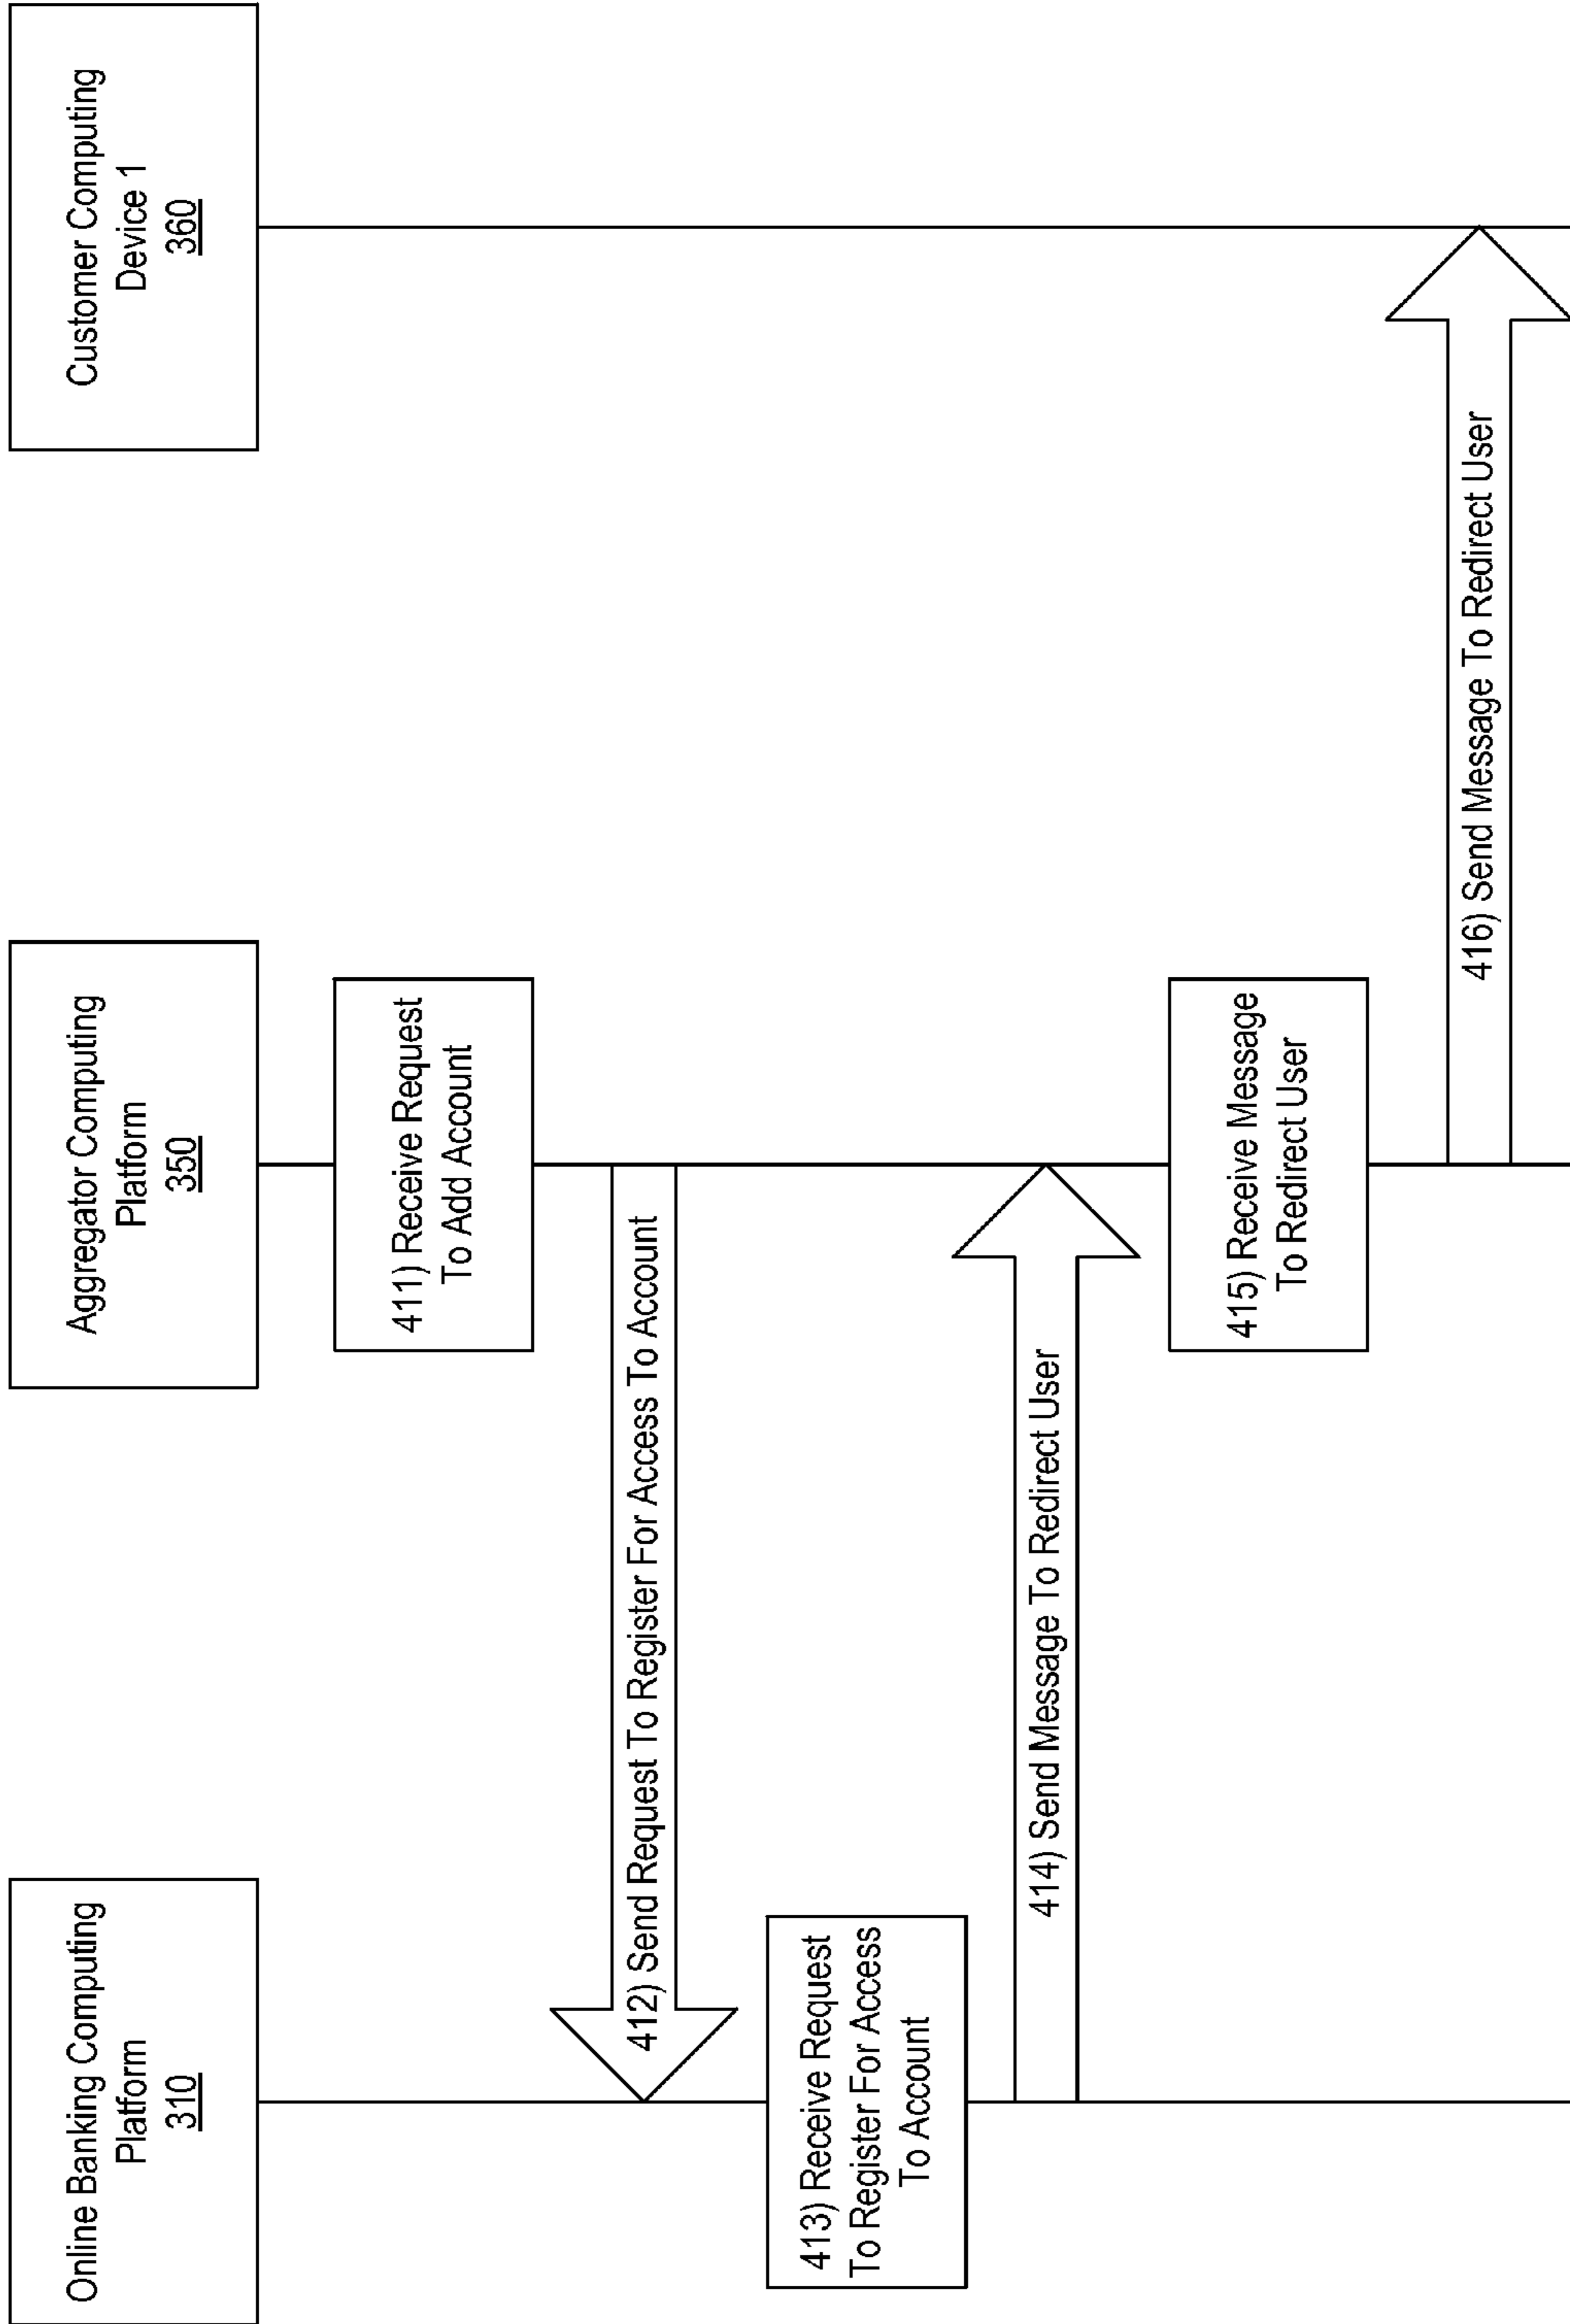 Online Banking Computing
Platform
310
Aggregator Computing
Platform
350
Customer Computing
Device 1
360
411) Receive Request
To Add Account
412) Send Request To Register For Access To Account
413) Receive Request
To Register For Access
To Account
414) Send Message To Redirect User
415) Receive Message
To Redirect User
416) Send Message To Redirect User